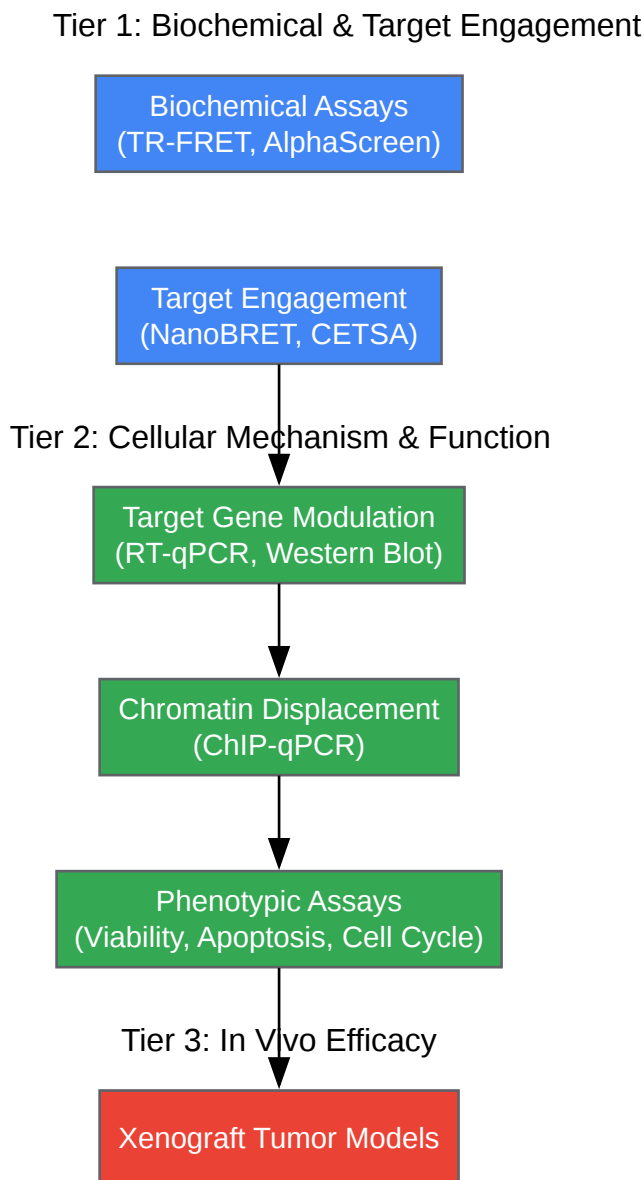 Tier 1: Biochemical & Target Engagement
Biochemical Assays
(TR-FRET, AlphaScreen)
Target Engagement
(NanoBRET, CETSA)
Tier 2: Cellular Mechanism & Function
Target Gene Modulation
(RT-qPCR, Western Blot)
Chromatin Displacement
(ChIP-qPCR)
Phenotypic Assays
(Viability, Apoptosis, Cell Cycle)
Tier 3: In Vivo Efficacy
Xenograft Tumor Models